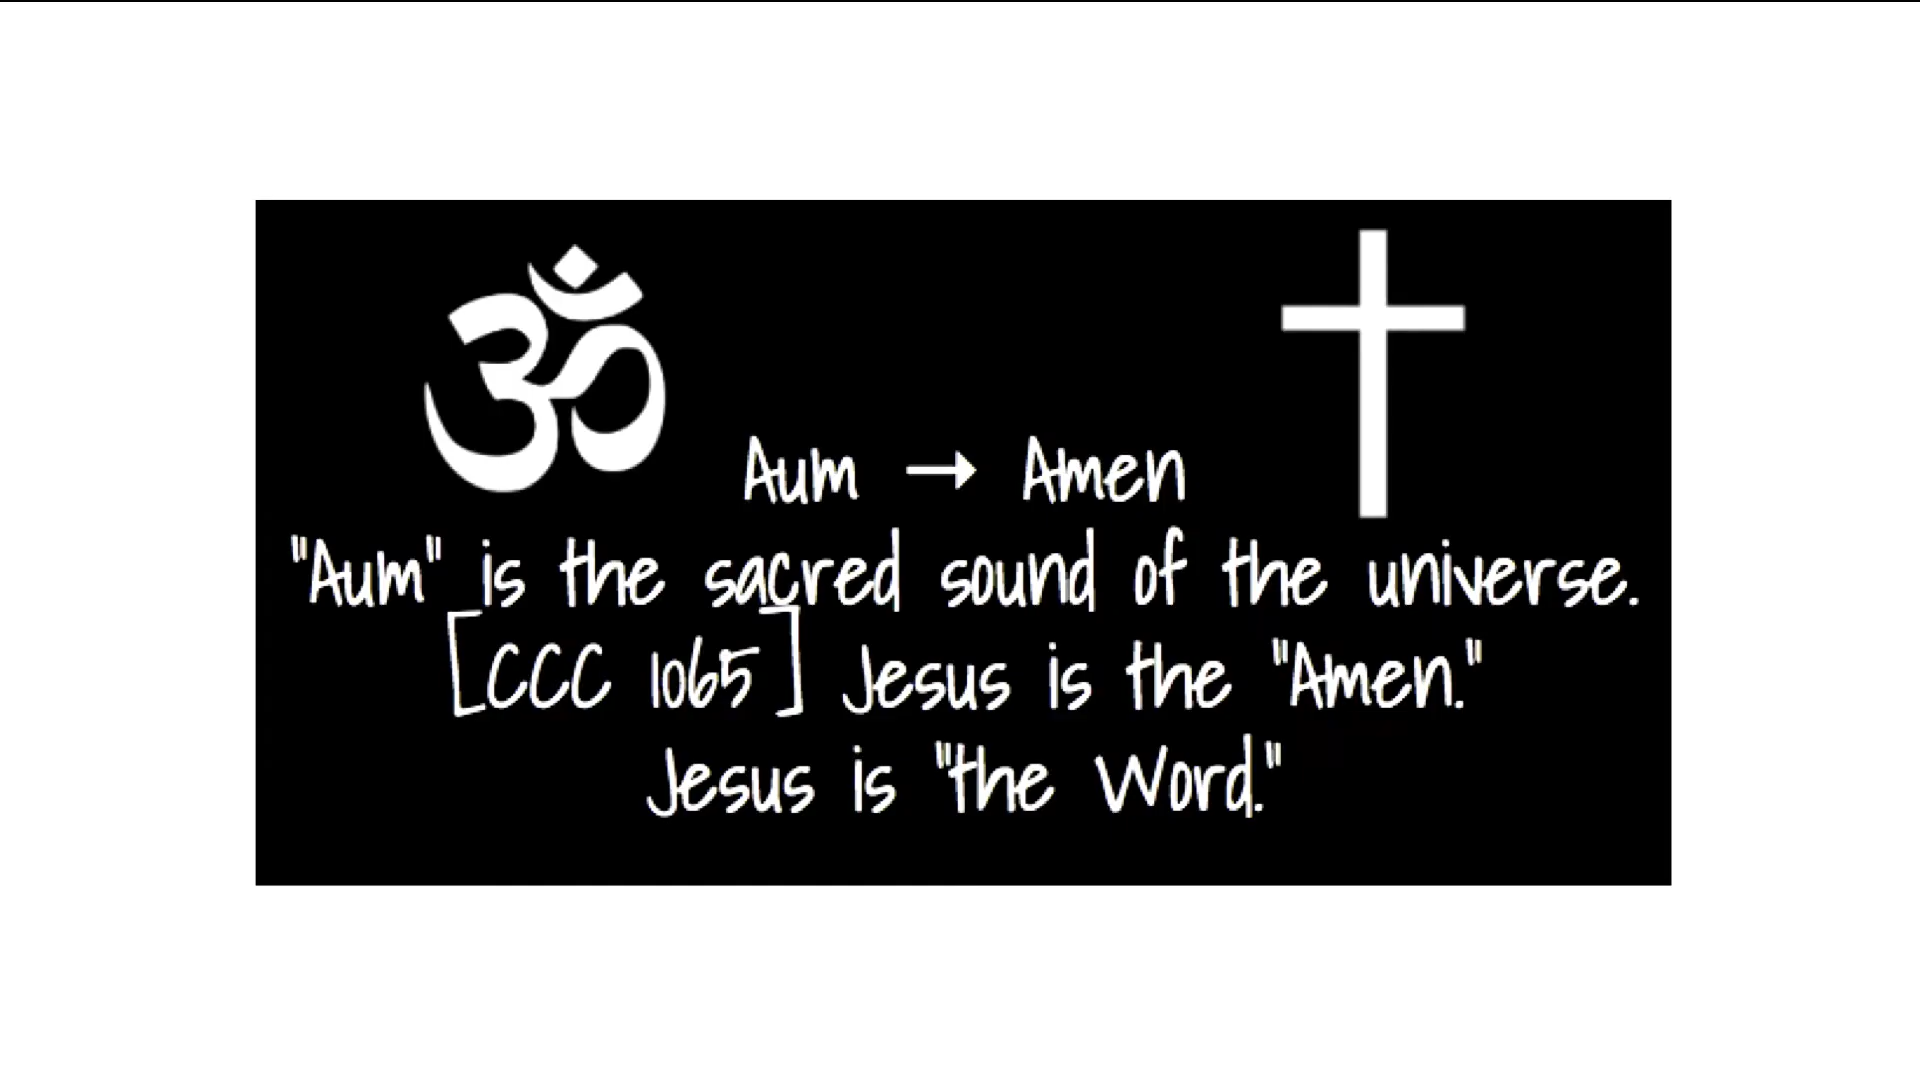 ॐ
Aum → Amen
"Aum" is the sacred sound of the universe.
[CCC 1065] Jesus is the "Amen."
Jesus is "the Word."